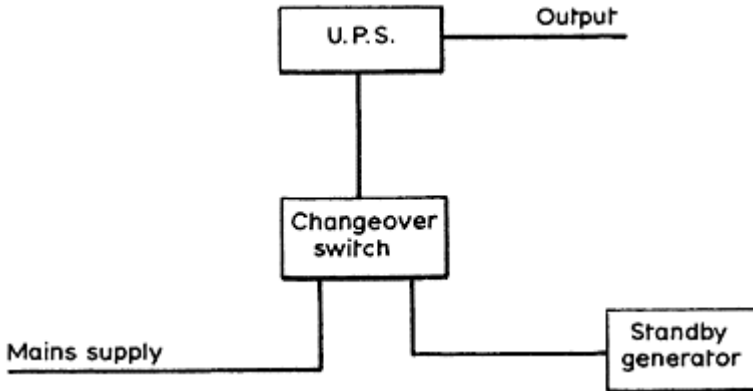 Output
U.P.S.
Changeover
switch
Mains supply
Standby
generator